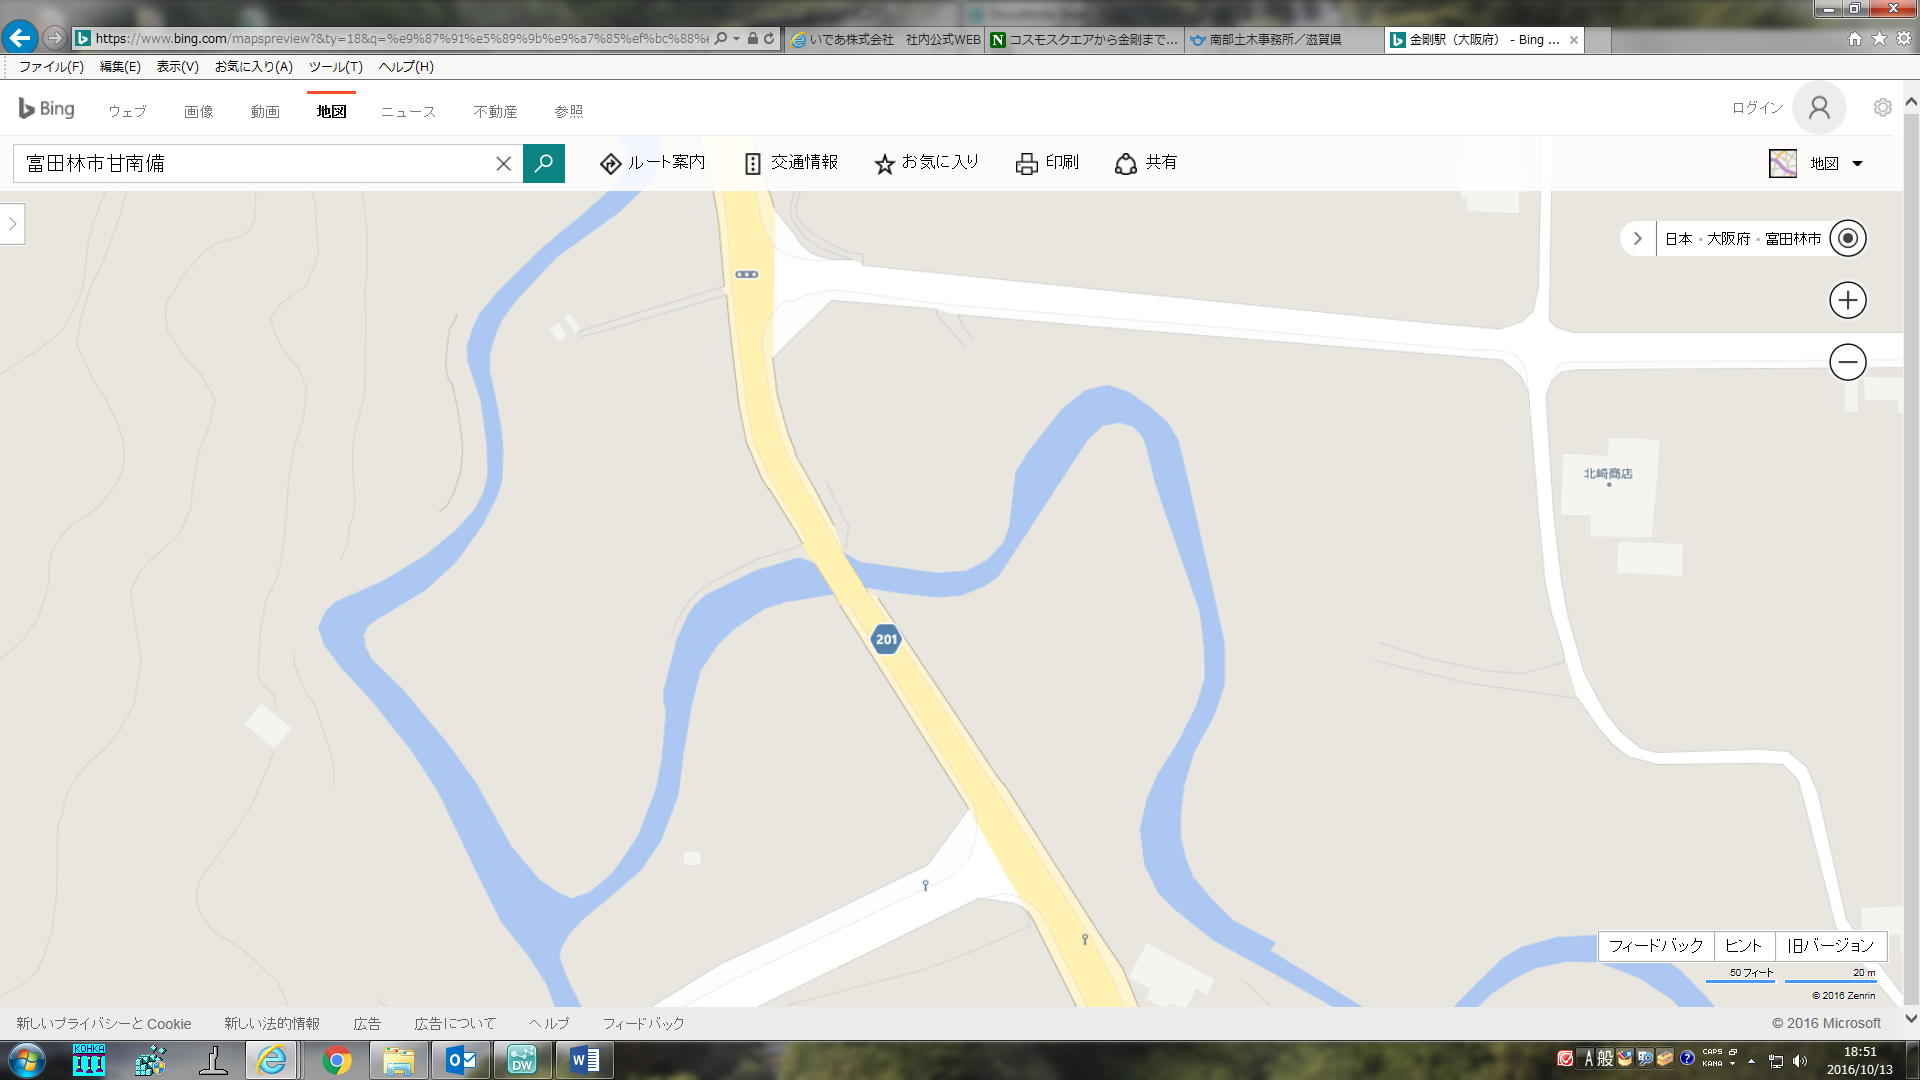 https://www.bing.com/mapspreview?&ty=18&q=%e9%87%91%e5%89%9b%e9%a7%85%ef%bc%88%e
いであ株式会社 社内公式WEB
コスモスクエアから金剛まで...
南部土木事務所／滋賀県
金剛駅（大阪府） - Bing ...
ファイル(F) 編集(E) 表示(V) お気に入り(A) ツール(T) ヘルプ(H)
Bing ウェブ 画像 動画 地図 ニュース 不動産 参照 ログイン
富田林市甘南備 ルート案内 交通情報 お気に入り 印刷 共有 地図
日本・大阪府・富田林市
北崎商店
201
フィードバック ヒント 旧バージョン
50 フィート 20 m
© 2016 Zenrin
新しいプライバシーと Cookie 新しい法的情報 広告 広告について ヘルプ フィードバック © 2016 Microsoft
KOHKA
DW
A 般
CAPS
KANA
18:51
2016/10/13